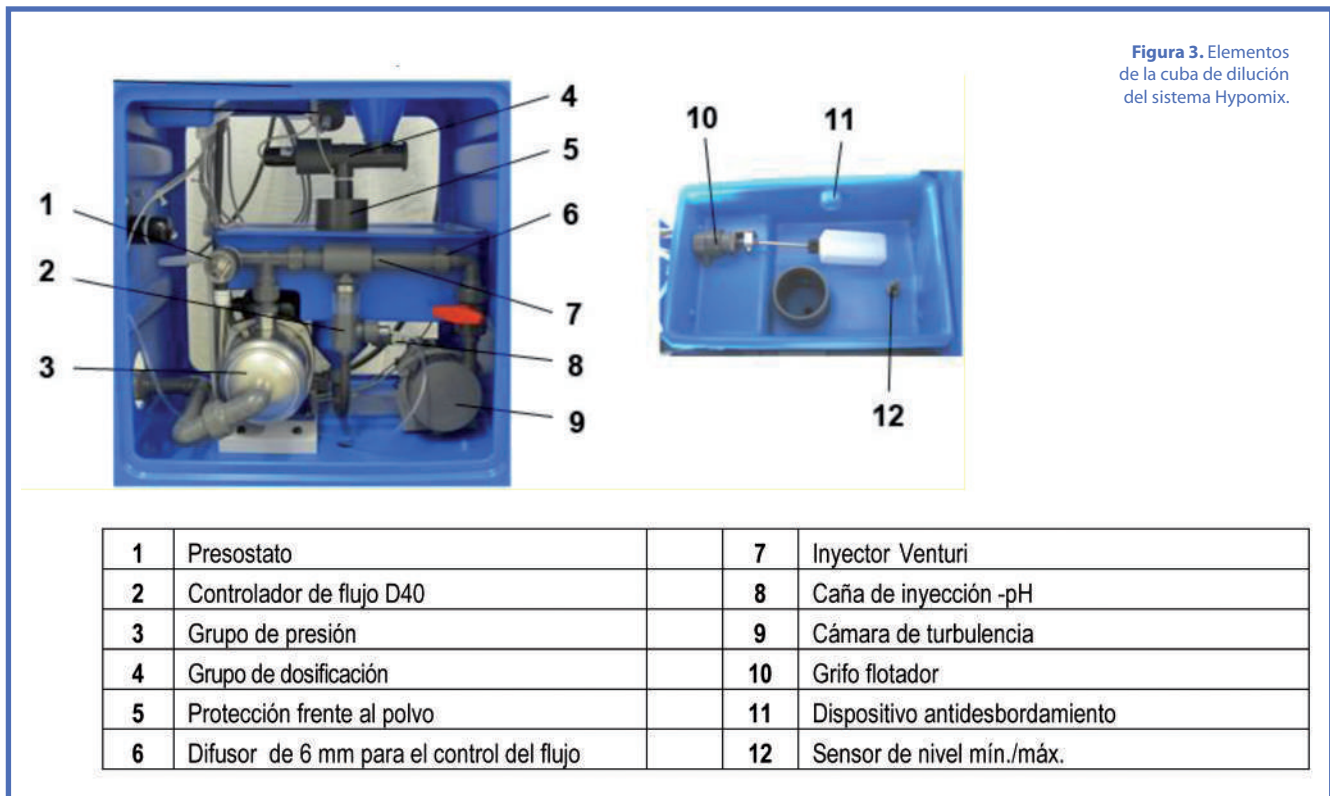 Figura 3. Elementos
de la cuba de dilución
del sistema Hypomix.
4
5
6
7
8
9
1
2
3
10
11
12
1 Presostato 7 Inyector Venturi
2 Controlador de flujo D40 8 Caña de inyección -pH
3 Grupo de presión 9 Cámara de turbulencia
4 Grupo de dosificación 10 Grifo flotador
5 Protección frente al polvo 11 Dispositivo antidesbordamiento
6 Difusor de 6 mm para el control del flujo 12 Sensor de nivel mín./máx.